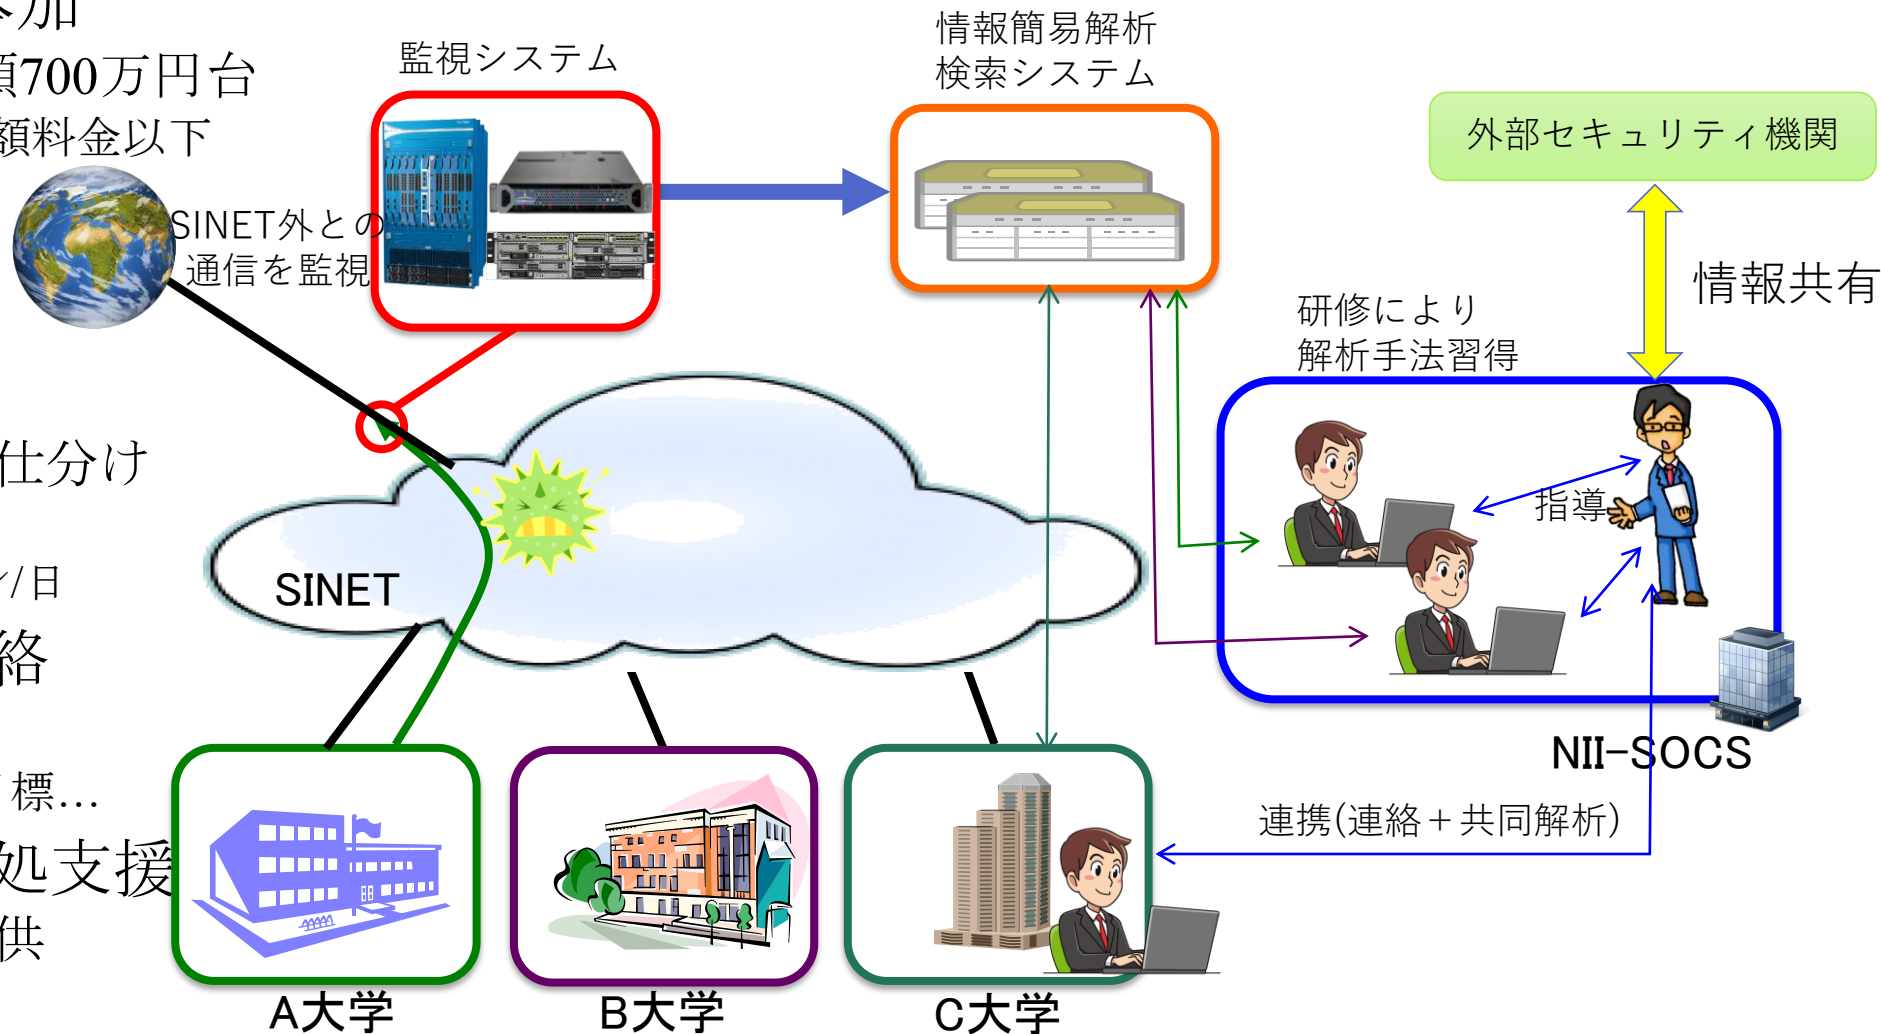 参加
額700万円台
額料金以下
監視システム
情報簡易解析
検索システム
外部セキュリティ機関
SINET外との
通信を監視
情報共有
研修により
解析手法習得
仕分け
指導
/日
絡
SINET
NII-SOCS
標…
連携(連絡＋共同解析)
処支援
供
A大学
B大学
C大学